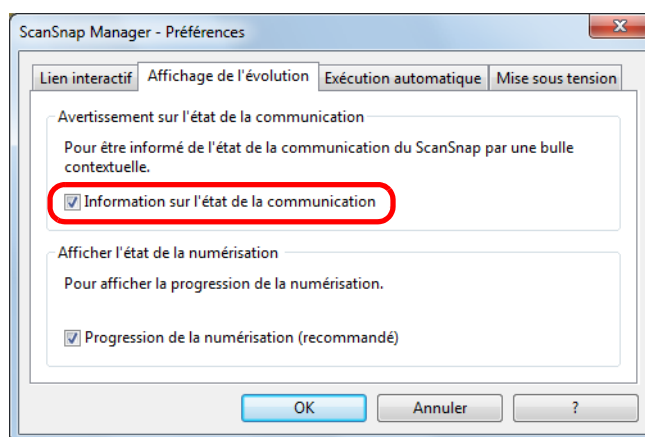 ScanSnap Manager - Préférences
Lien interactif Affichage de l'évolution Exécution automatique Mise sous tension
Avertissement sur l'état de la communication
Pour être informé de l'état de la communication du ScanSnap par une bulle
contextuelle.
Information sur l'état de la communication
Afficher l'état de la numérisation
Pour afficher la progression de la numérisation.
Progression de la numérisation (recommandé)
OK Annuler ?